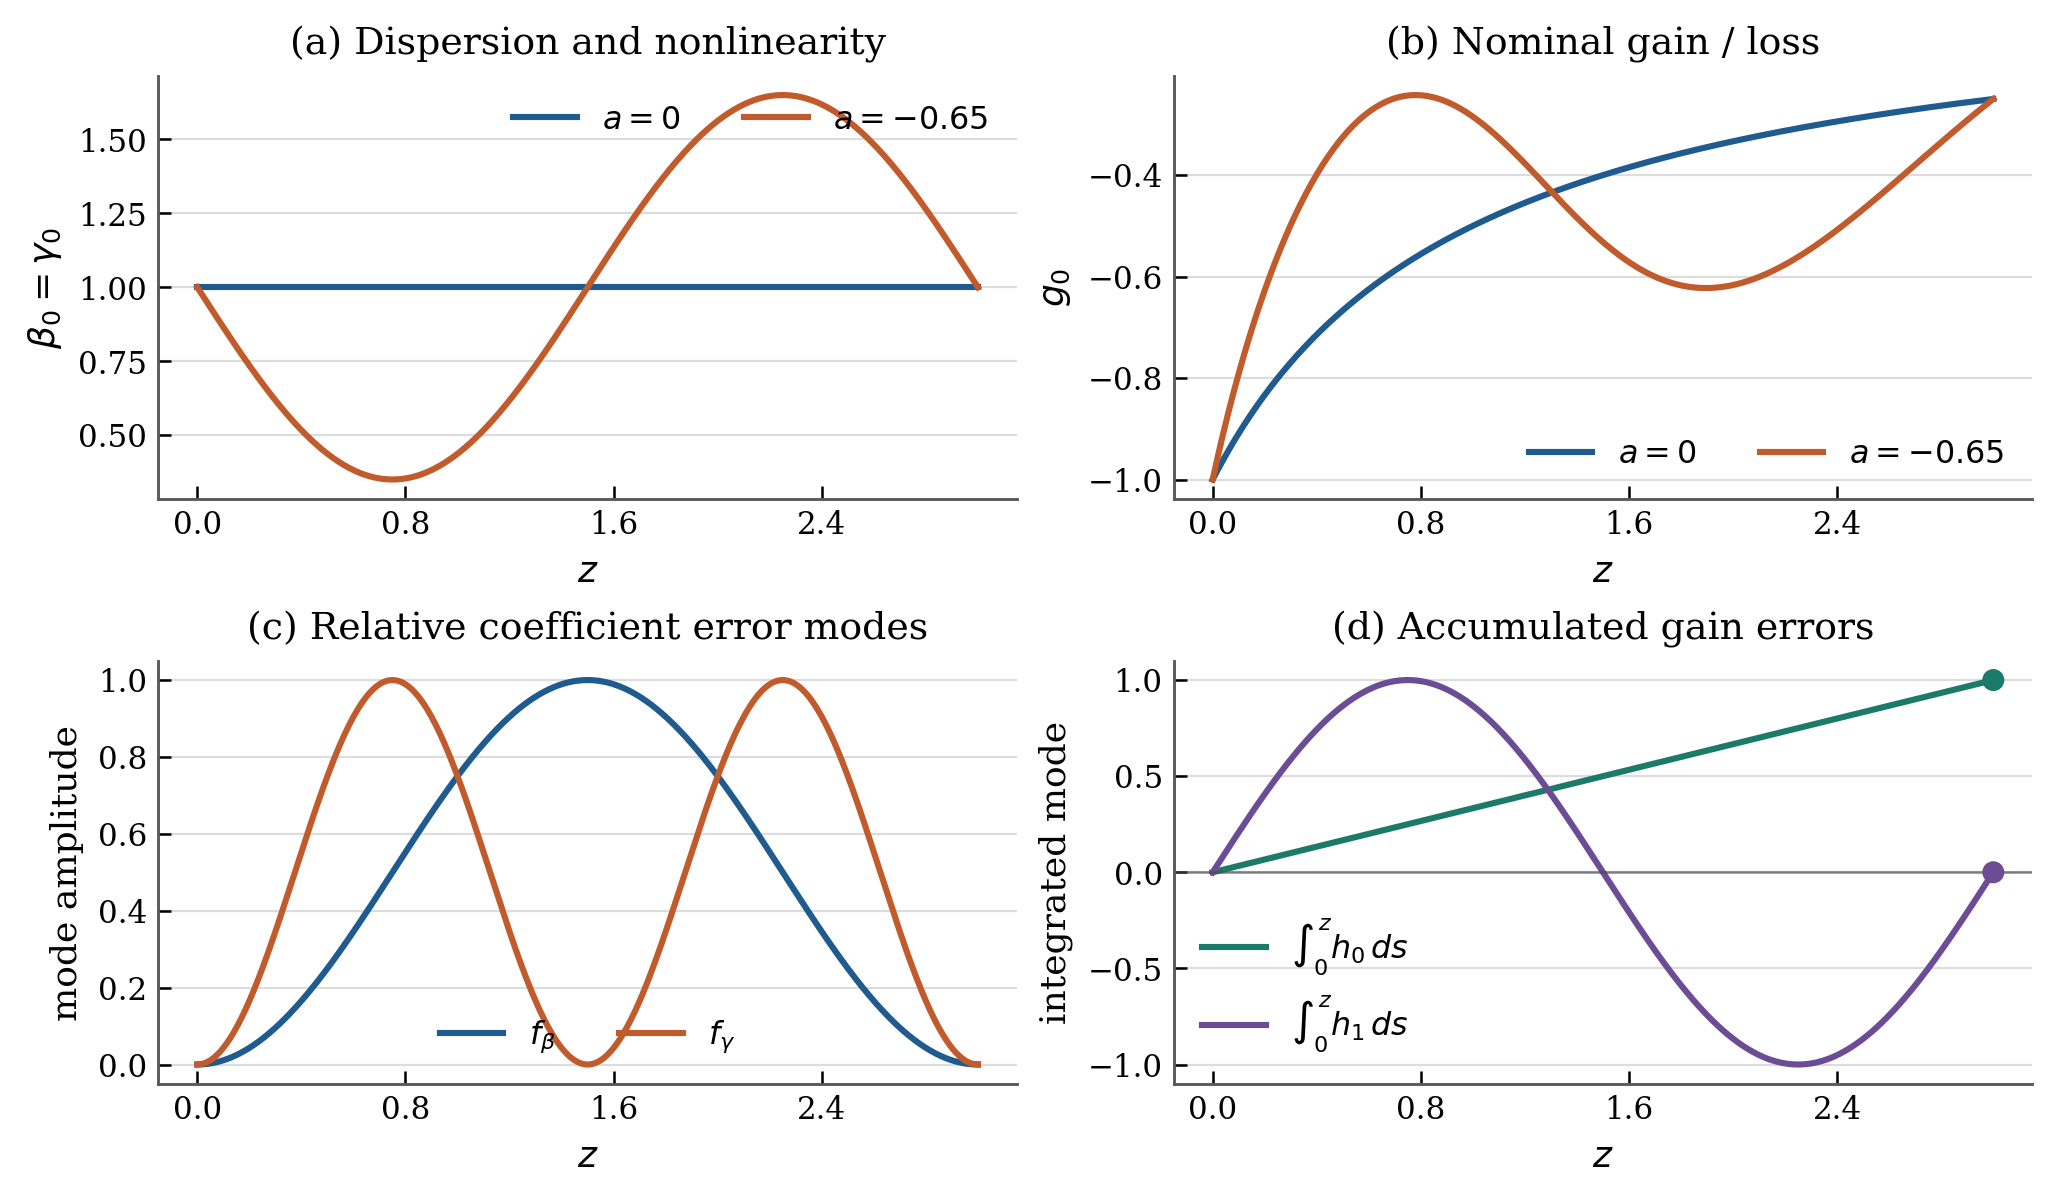 (a) Dispersion and nonlinearity
β₀ = γ₀
1.50
1.25
1.00
0.75
0.50
a = 0
a = −0.65
0.0 0.8 1.6 2.4
z
(b) Nominal gain / loss
g₀
−0.4
−0.6
−0.8
−1.0
a = 0
a = −0.65
0.0 0.8 1.6 2.4
z
(c) Relative coefficient error modes
mode amplitude
1.0
0.8
0.6
0.4
0.2
0.0
f_β
f_γ
0.0 0.8 1.6 2.4
z
(d) Accumulated gain errors
integrated mode
1.0
0.5
0.0
−0.5
−1.0
∫₀ᶻ h₀ ds
∫₀ᶻ h₁ ds
0.0 0.8 1.6 2.4
z